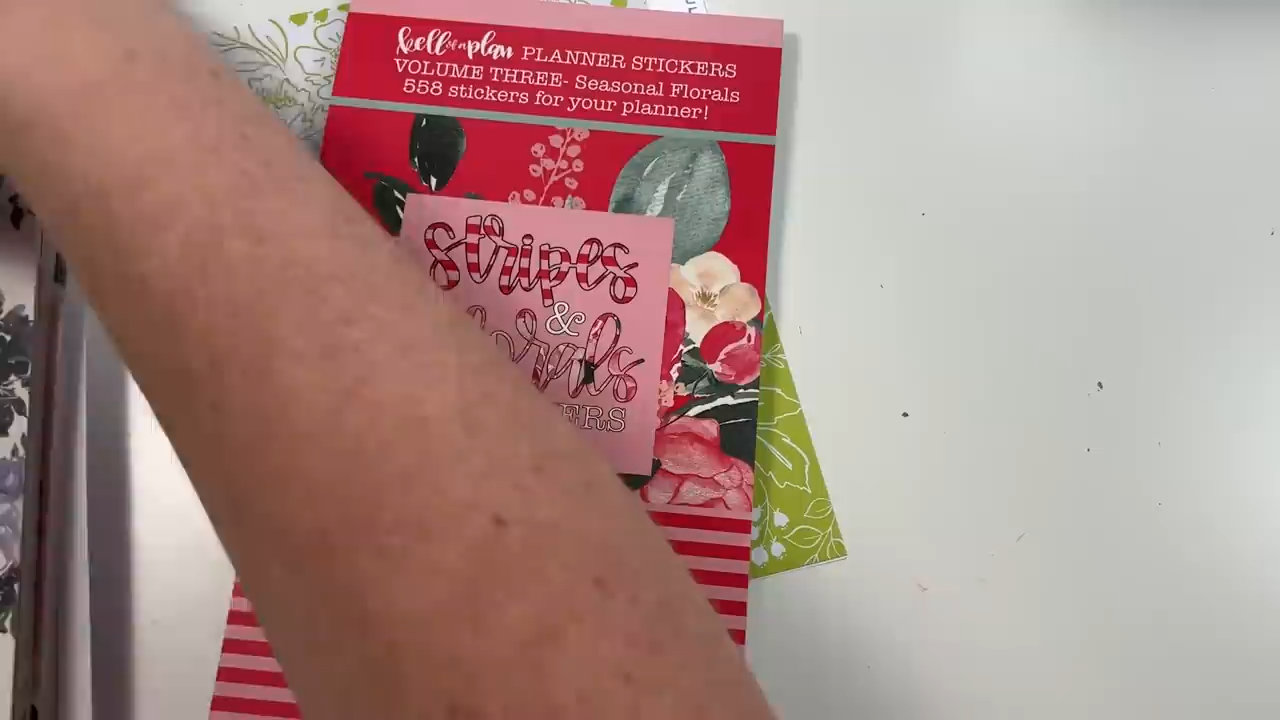 kell of a plan PLANNER STICKERS
VOLUME THREE- Seasonal Florals
558 stickers for your planner!
stripes
&